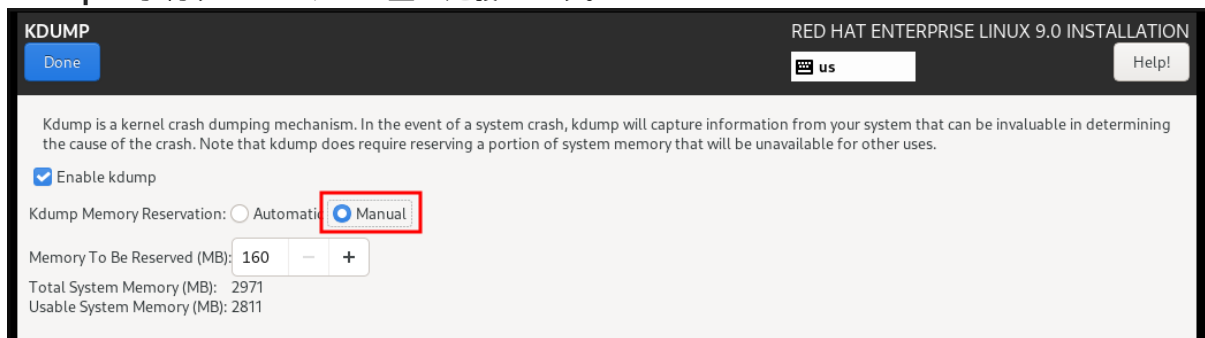 KDUMP
RED HAT ENTERPRISE LINUX 9.0 INSTALLATION
Done
us
Help!
Kdump is a kernel crash dumping mechanism. In the event of a system crash, kdump will capture information from your system that can be invaluable in determining
the cause of the crash. Note that kdump does require reserving a portion of system memory that will be unavailable for other uses.
Enable kdump
Kdump Memory Reservation: Automatic Manual
Memory To Be Reserved (MB): 160 − +
Total System Memory (MB): 2971
Usable System Memory (MB): 2811